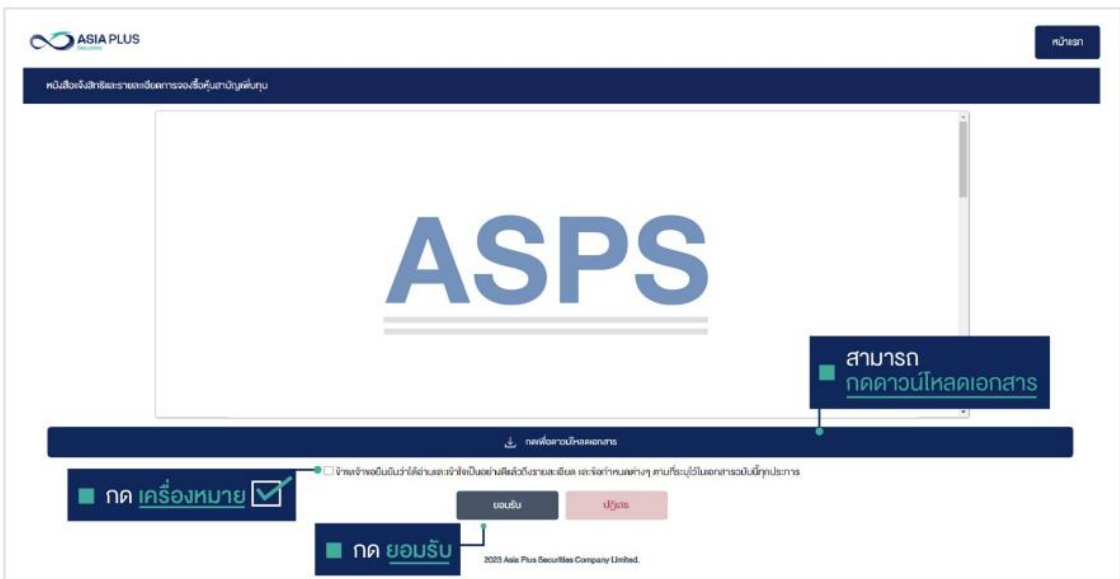 ASIA PLUS
Securities
หน้าแรก
หนังสือแจ้งสิทธิและรายละเอียดการจองซื้อหุ้นสามัญเพิ่มทุน
ASPS
สามารถ
กดดาวน์โหลดเอกสาร
กดเพื่อดาวน์โหลดเอกสาร
ข้าพเจ้าขอยืนยันว่าได้อ่านและเข้าใจเป็นอย่างดีแล้วถึงรายละเอียด และข้อกำหนดต่างๆ ตามที่ระบุไว้ในเอกสารฉบับนี้ทุกประการ
กด เครื่องหมาย
ยอมรับ
ปฏิเสธ
กด ยอมรับ
2023 Asia Plus Securities Company Limited.